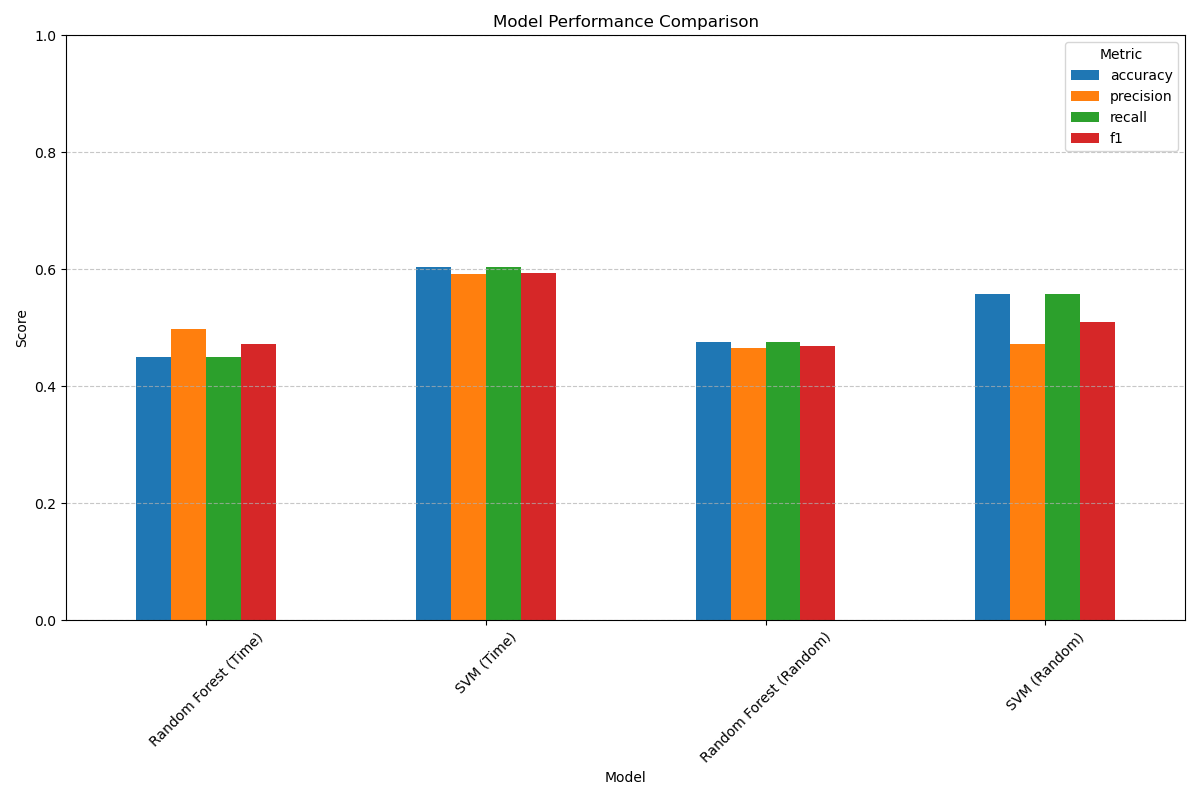 Model Performance Comparison
Metric
accuracy
precision
recall
f1
1.0
0.8
0.6
0.4
0.2
0.0
Score
Random Forest (Time)
SVM (Time)
Random Forest (Random)
SVM (Random)
Model